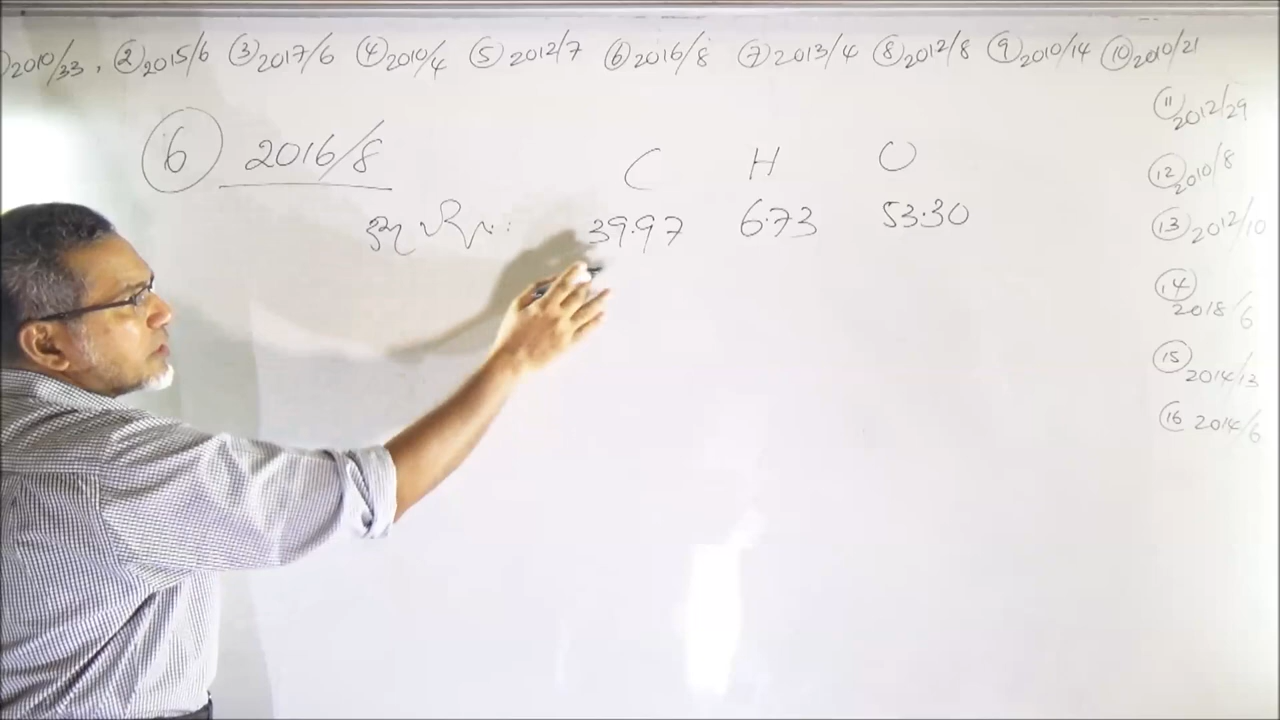 2010/33, ② 2015/6 ③ 2017/6 ④ 2010/4 ⑤ 2012/7 ⑥ 2016/8 ⑦ 2013/4 ⑧ 2012/8 ⑨ 2010/14 ⑩ 2010/21
⑪ 2012/29
⑫ 2010/8
⑬ 2012/10
⑭ 2018/6
⑮ 2014/13
⑯ 2014/6
⑥ 2016/8
C H O
39.97 6.73 53.30